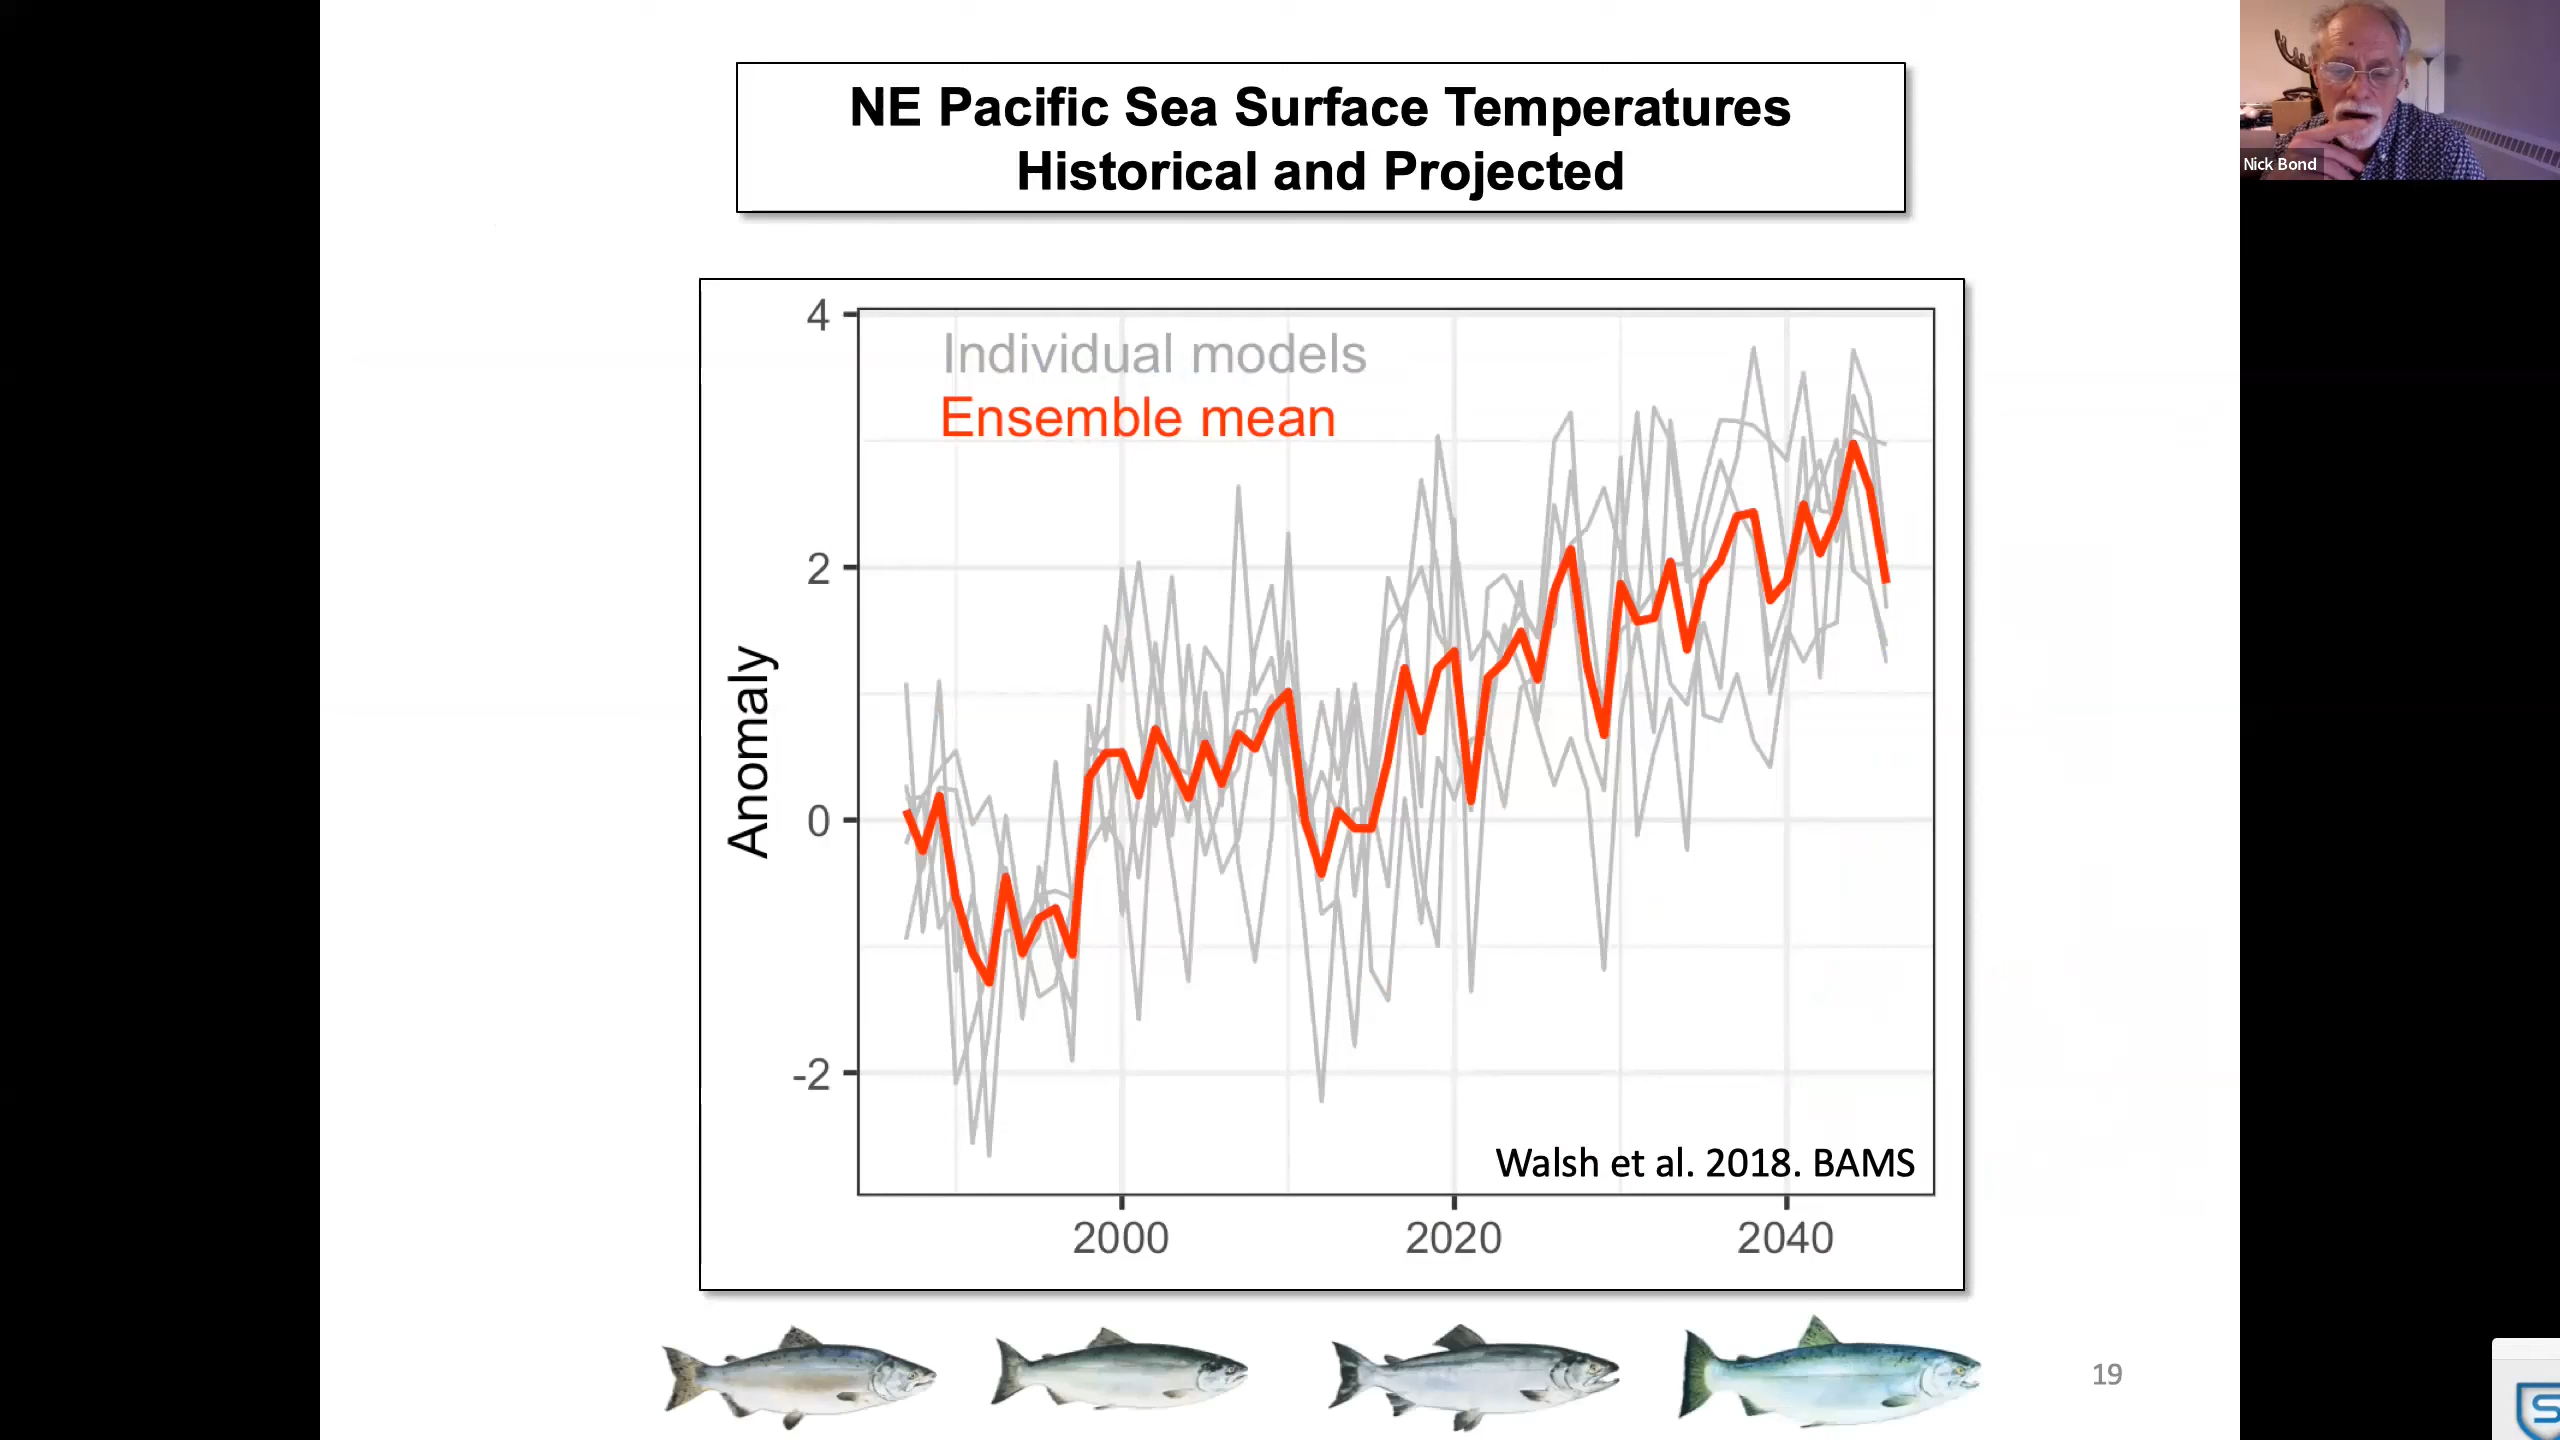 NE Pacific Sea Surface Temperatures
Historical and Projected
Nick Bond
4
Individual models
Ensemble mean
2
Anomaly
0
-2
Walsh et al. 2018. BAMS
2000
2020
2040
19
S